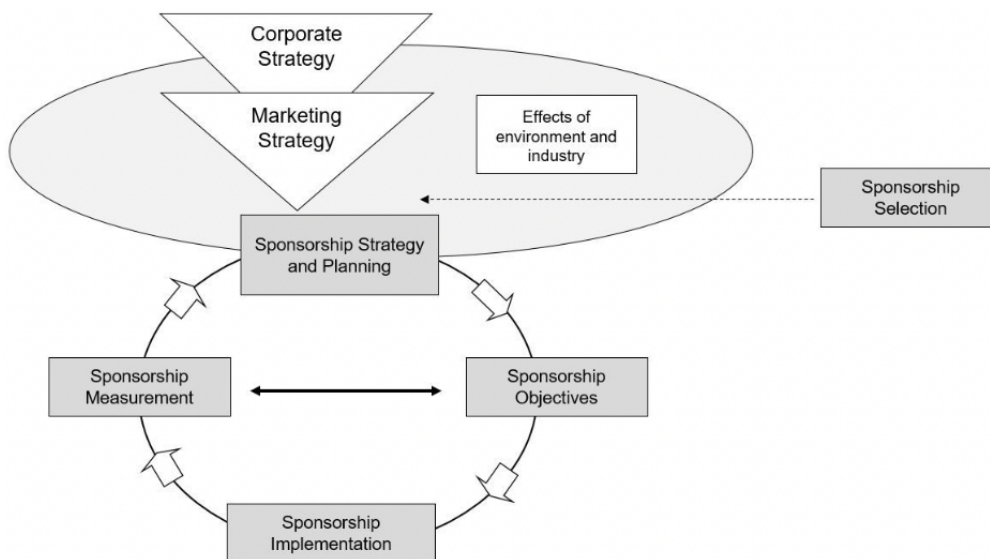 Corporate
Strategy
Marketing
Strategy
Effects of
environment and
industry
Sponsorship
Selection
Sponsorship Strategy
and Planning
Sponsorship
Measurement
Sponsorship
Objectives
Sponsorship
Implementation